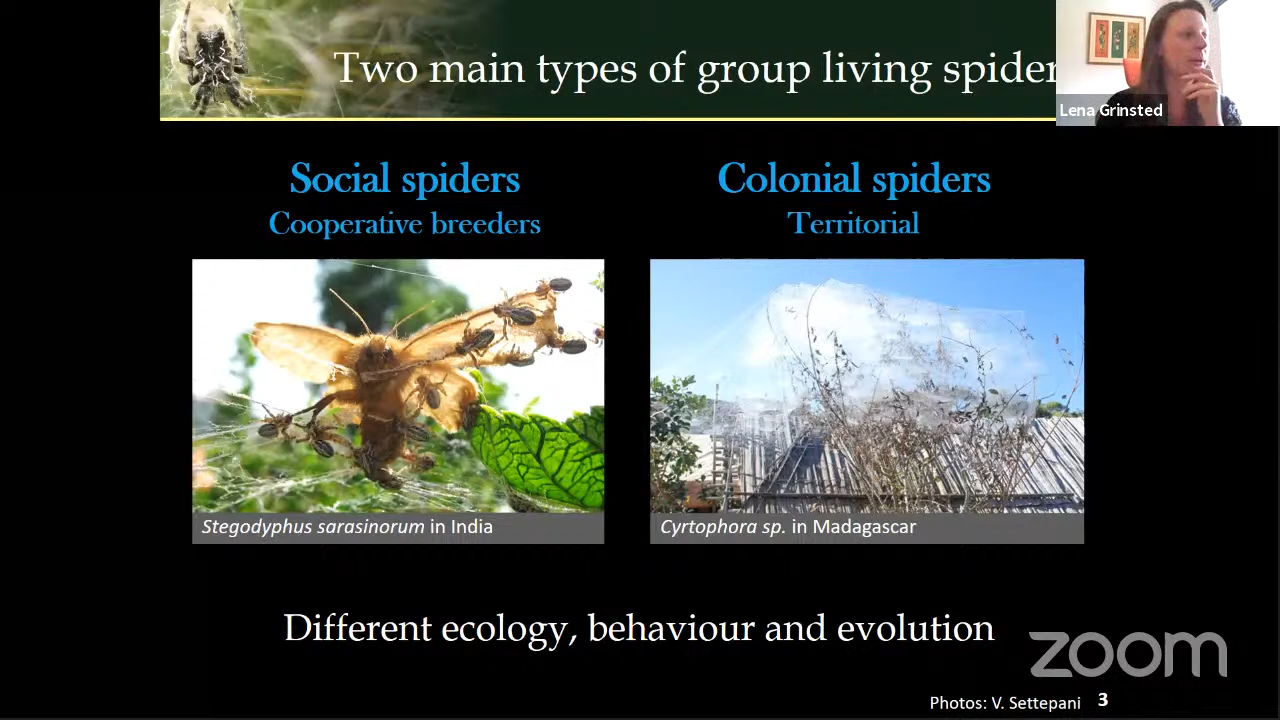 Two main types of group living spider
Lena Grinsted
Social spiders
Cooperative breeders
Colonial spiders
Territorial
Stegodyphus sarasinorum in India
Cyrtophora sp. in Madagascar
Different ecology, behaviour and evolution
zoom
Photos: V. Settepani 3